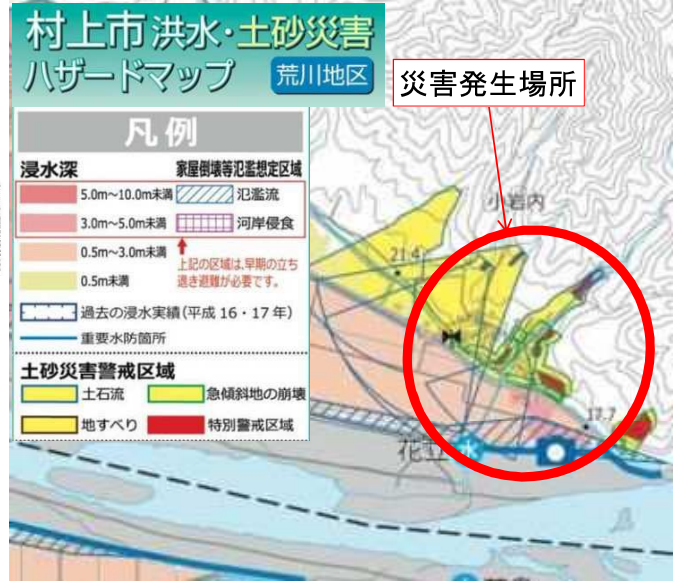 村上市 洪水・土砂災害
ハザードマップ 荒川地区
災害発生場所
凡例
浸水深 家屋倒壊等氾濫想定区域
5.0m～10.0m未満 氾濫流
3.0m～5.0m未満 河岸侵食
0.5m～3.0m未満
0.5m未満
上記の区域は、早期の立ち
退き避難が必要です。
過去の浸水実績(平成16・17年)
重要水防箇所
土砂災害警戒区域
土石流 急傾斜地の崩壊
地すべり 特別警戒区域
小岩内
21.4
17.7
花立 水